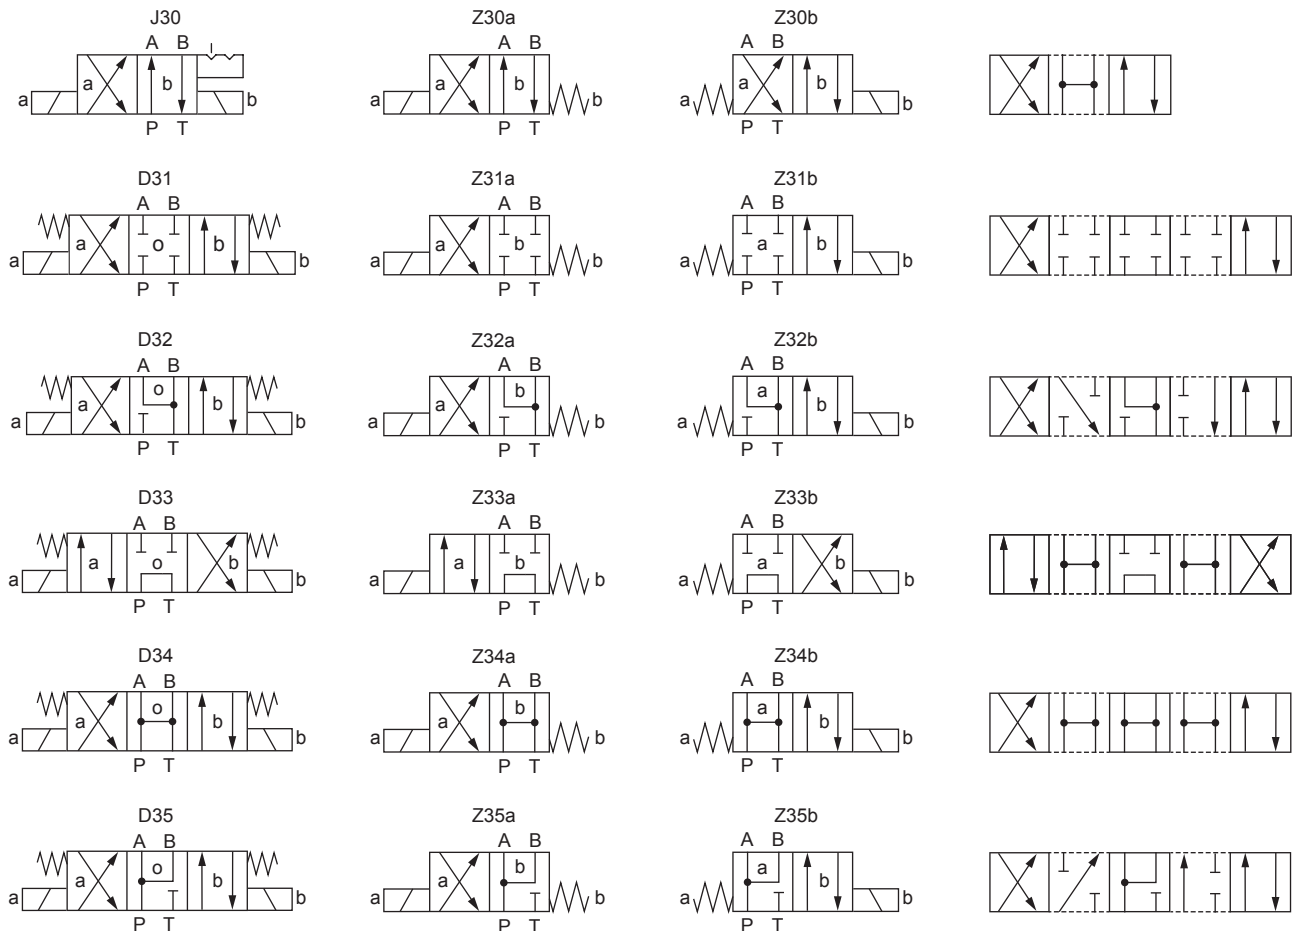 J30 Z30a Z30b
A B A B A B
a a b b a a b b a a b b
P T P T P T
D31 Z31a Z31b
A B A B A B
a a o b b a a b b a a b b
P T P T P T
D32 Z32a Z32b
A B A B A B
a a o b b a a b b a a b b
P T P T P T
D33 Z33a Z33b
A B A B A B
a a o b b a a b b a a b b
P T P T P T
D34 Z34a Z34b
A B A B A B
a a o b b a a b b a a b b
P T P T P T
D35 Z35a Z35b
A B A B A B
a a o b b a a b b a a b b
P T P T P T